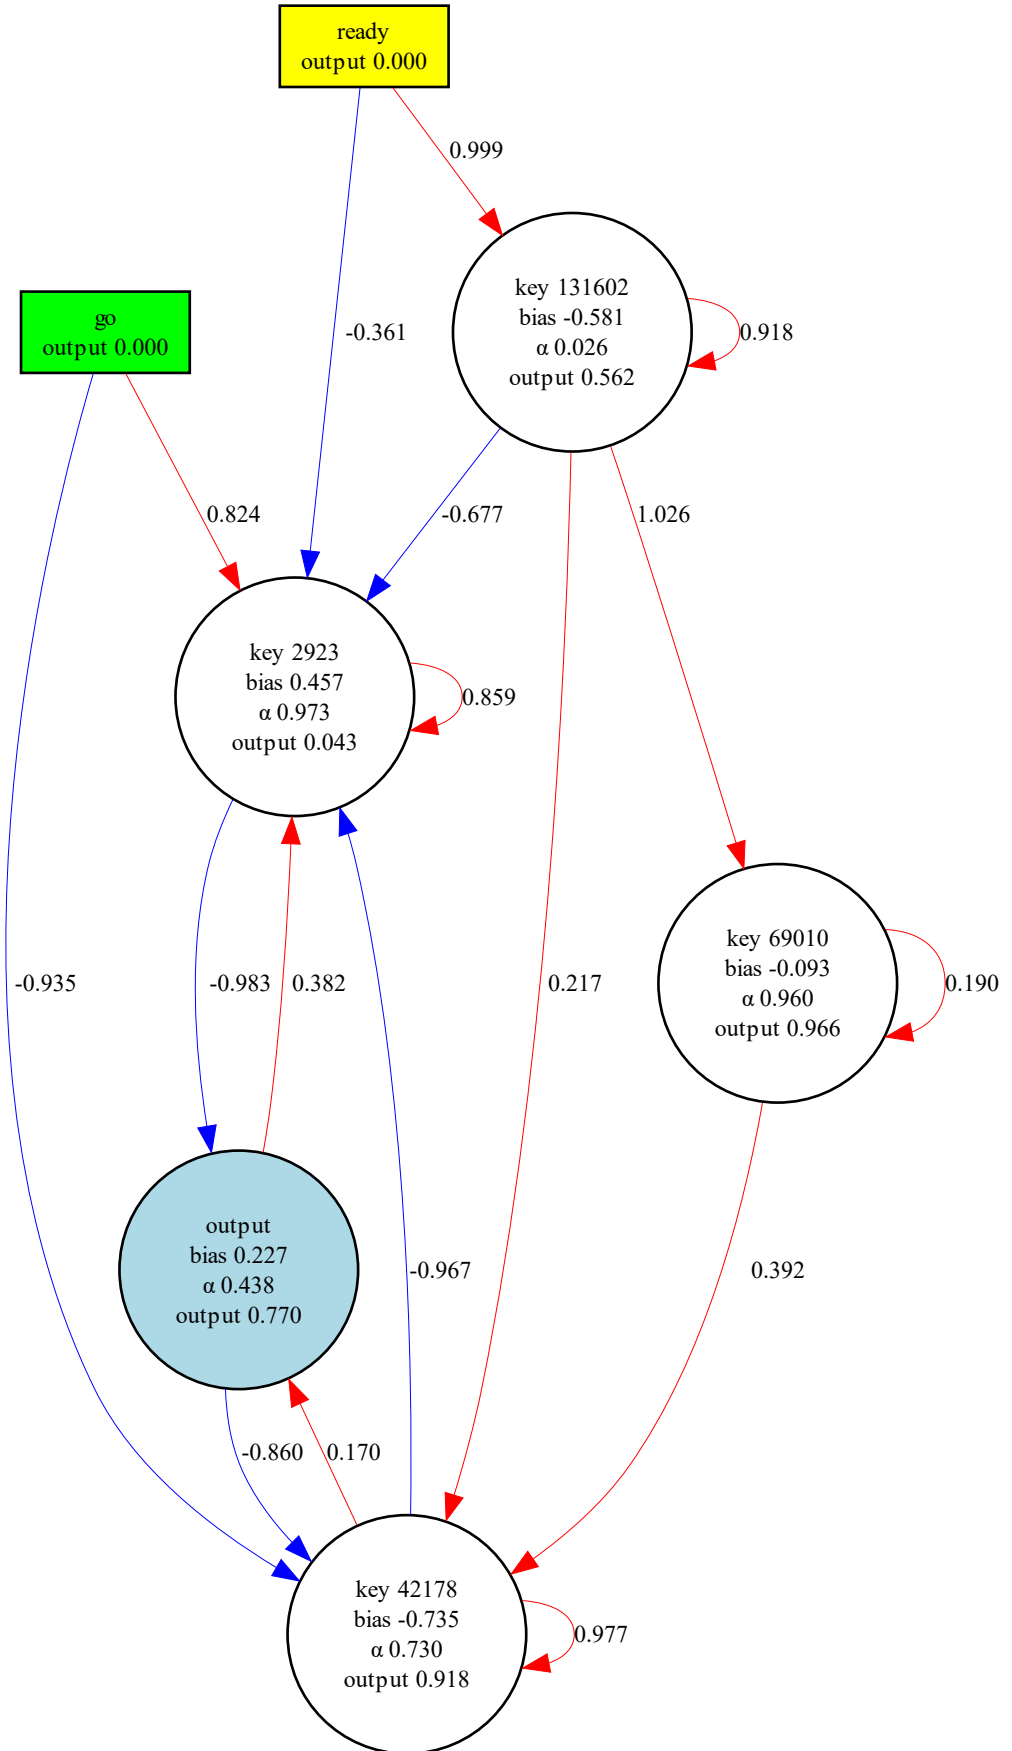 ready
output 0.000
0.999
key 131602
bias -0.581
α 0.026
output 0.562
0.918
go
output 0.000
-0.361
0.824
-0.677
1.026
key 2923
bias 0.457
α 0.973
output 0.043
0.859
-0.935
-0.983
0.382
0.217
key 69010
bias -0.093
α 0.960
output 0.966
0.190
output
bias 0.227
α 0.438
output 0.770
-0.967
0.392
-0.860
0.170
key 42178
bias -0.735
α 0.730
output 0.918
0.977